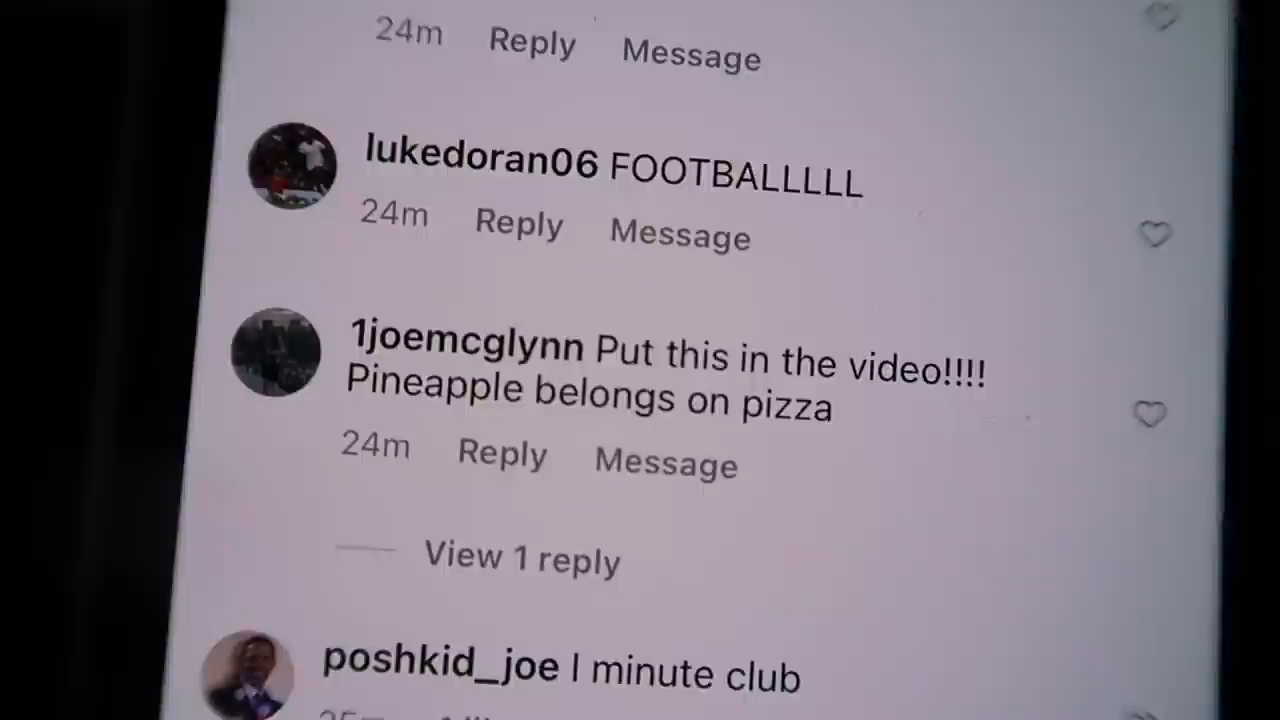 24m Reply Message
lukedoran06 FOOTBALLLLL
24m Reply Message
1joemcglynn Put this in the video!!!!
Pineapple belongs on pizza
24m Reply Message
View 1 reply
poshkid_joe I minute club